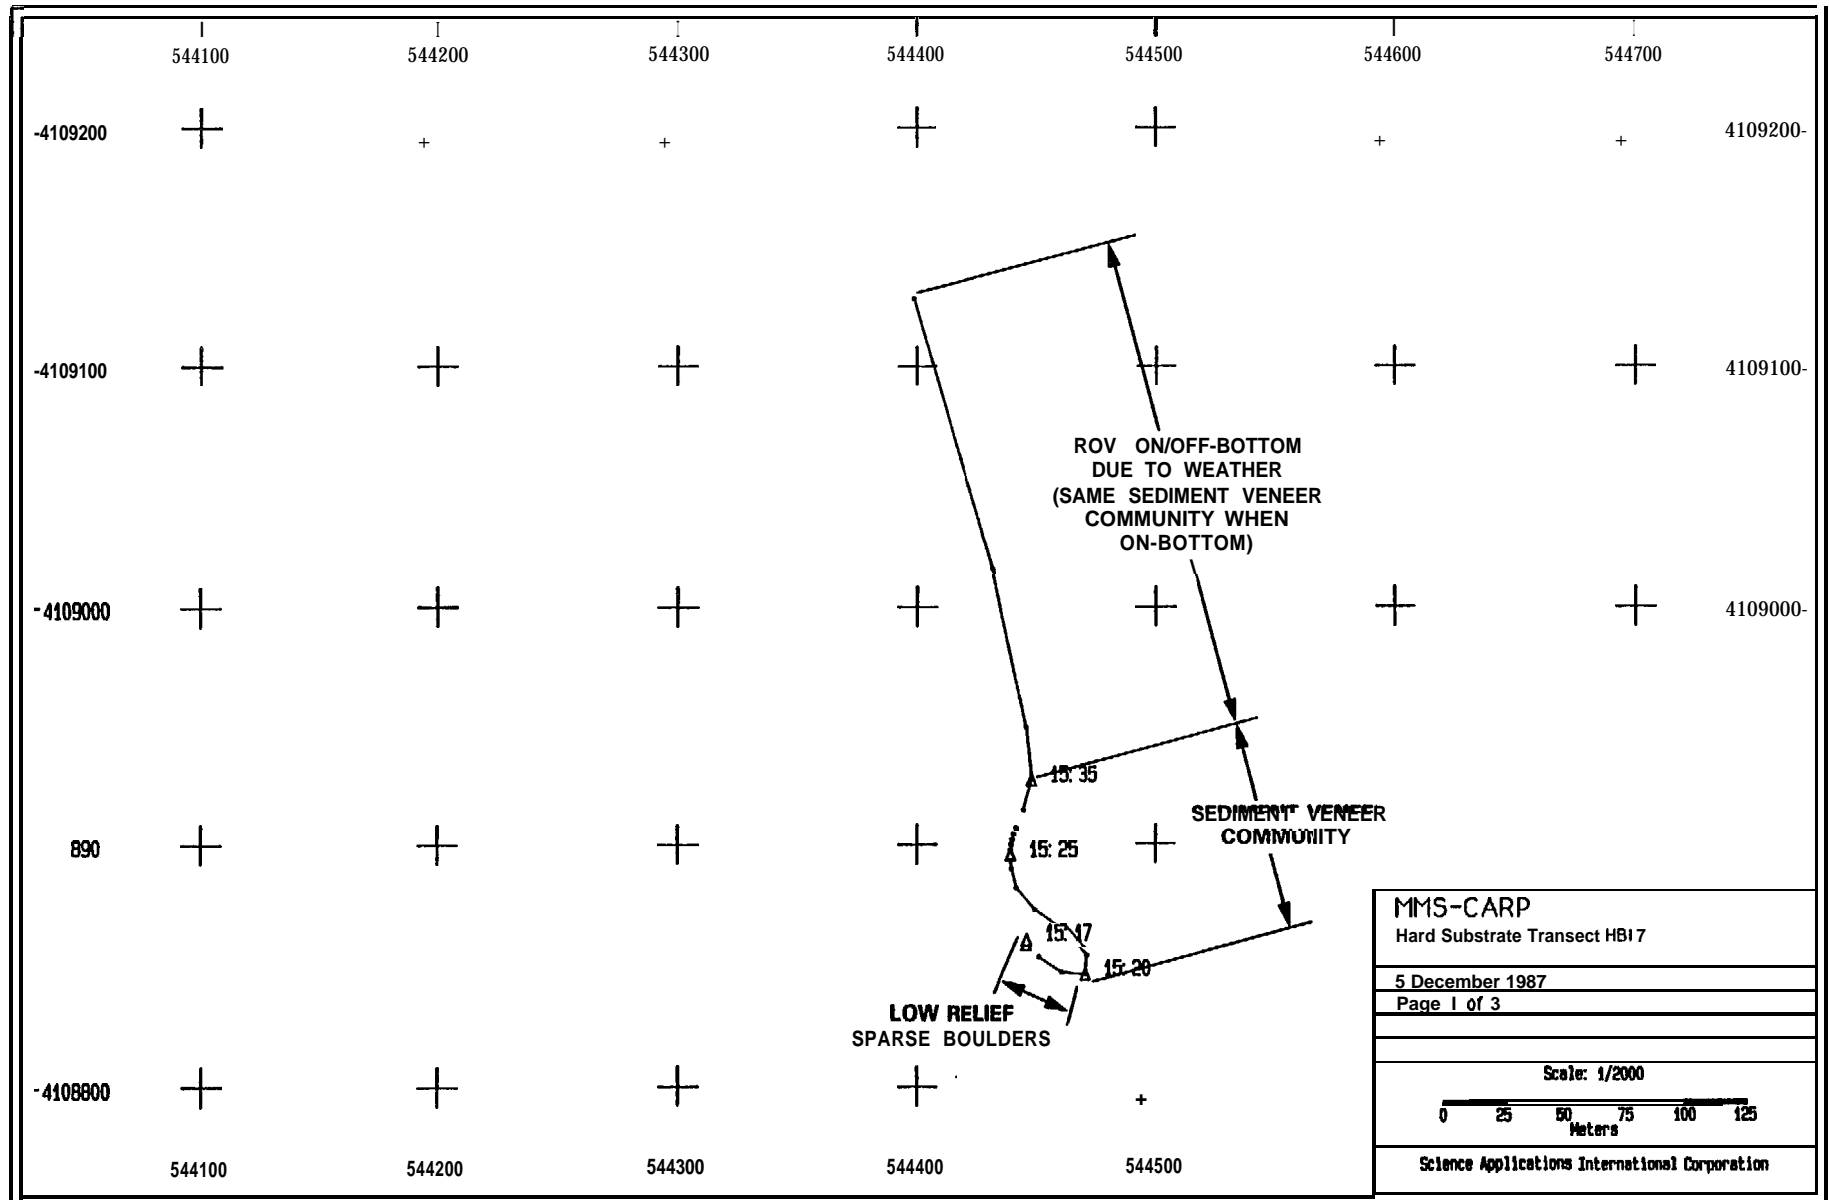 544100 544200 544300 544400 544500 544600 544700
-4109200 4109200-
-4109100 4109100-
ROV ON/OFF-BOTTOM
DUE TO WEATHER
(SAME SEDIMENT VENEER
COMMUNITY WHEN
ON-BOTTOM)
-4109000 4109000-
15:35
SEDIMENT VENEER
COMMUNITY
890
15:25
15:17
15:20
LOW RELIEF
SPARSE BOULDERS
-4108800
544100 544200 544300 544400 544500
MMS-CARP
Hard Substrate Transect HB17
5 December 1987
Page 1 of 3
Scale: 1/2000
0 25 50 75 100 125
Meters
Science Applications International Corporation